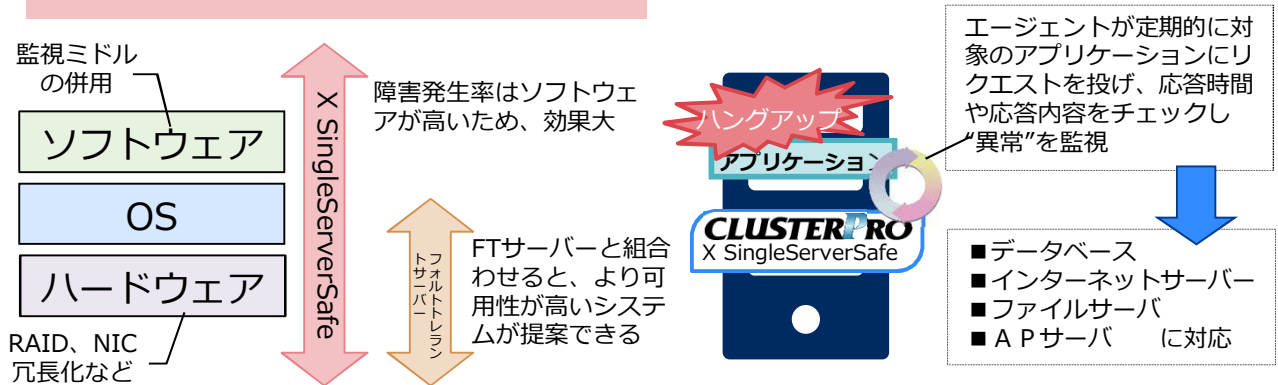 監視ミドル
の併用
ソフトウェア
OS
ハードウェア
RAID、NIC
冗長化など
X SingleServerSafe
障害発生率はソフトウェ
アが高いため、効果大
フォルトトレラン
トサーバー
FTサーバーと組合
わせると、より可
用性が高いシステ
ムが提案できる
ハングアップ
アプリケーション
CLUSTERPRO
X SingleServerSafe
エージェントが定期的に対
象のアプリケーションにリ
クエストを投げ、応答時間
や応答内容をチェックし
“異常”を監視
■データベース
■インターネットサーバー
■ファイルサーバ
■ＡＰサーバ　　に対応